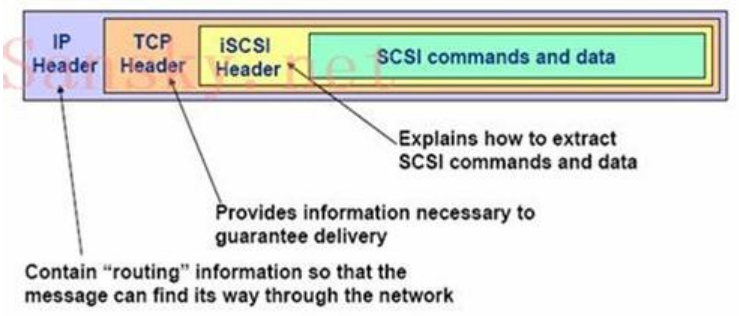 IP
Header
TCP
Header
iSCSI
Header
SCSI commands and data
Sansky.net
Explains how to extract
SCSI commands and data
Provides information necessary to
guarantee delivery
Contain “routing” information so that the
message can find its way through the network